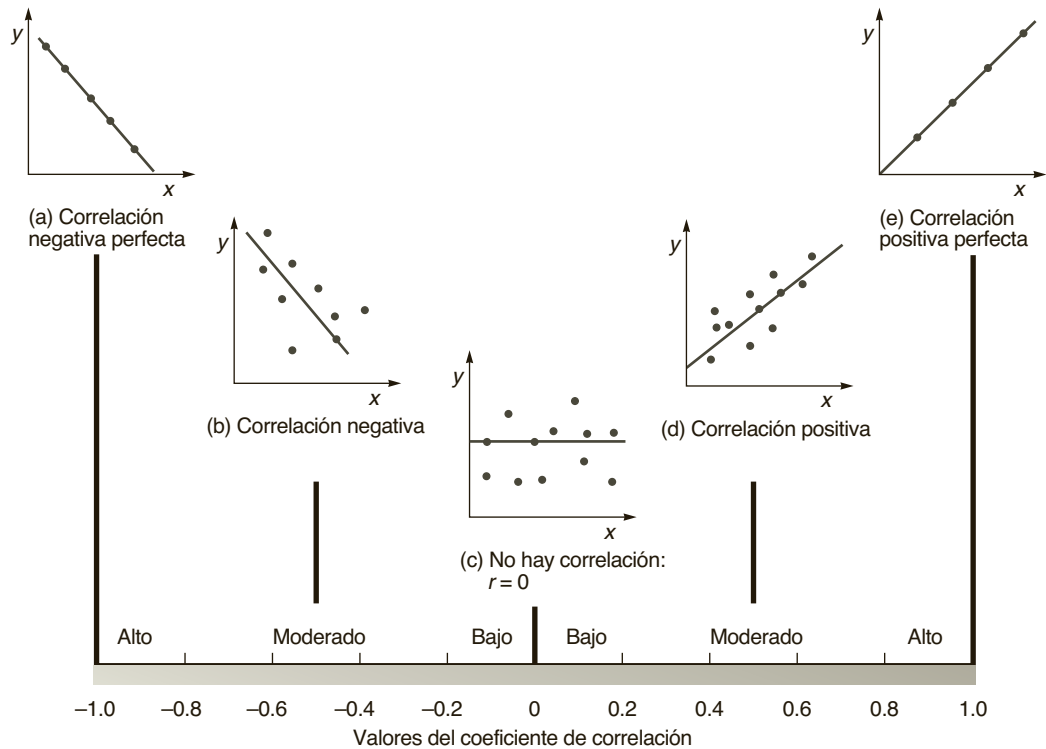 y
x
(a) Correlación
negativa perfecta
y
x
(b) Correlación negativa
y
x
(c) No hay correlación:
r = 0
y
x
(d) Correlación positiva
y
x
(e) Correlación
positiva perfecta
Alto Moderado Bajo Bajo Moderado Alto
–1.0 –0.8 –0.6 –0.4 –0.2 0 0.2 0.4 0.6 0.8 1.0
Valores del coeficiente de correlación